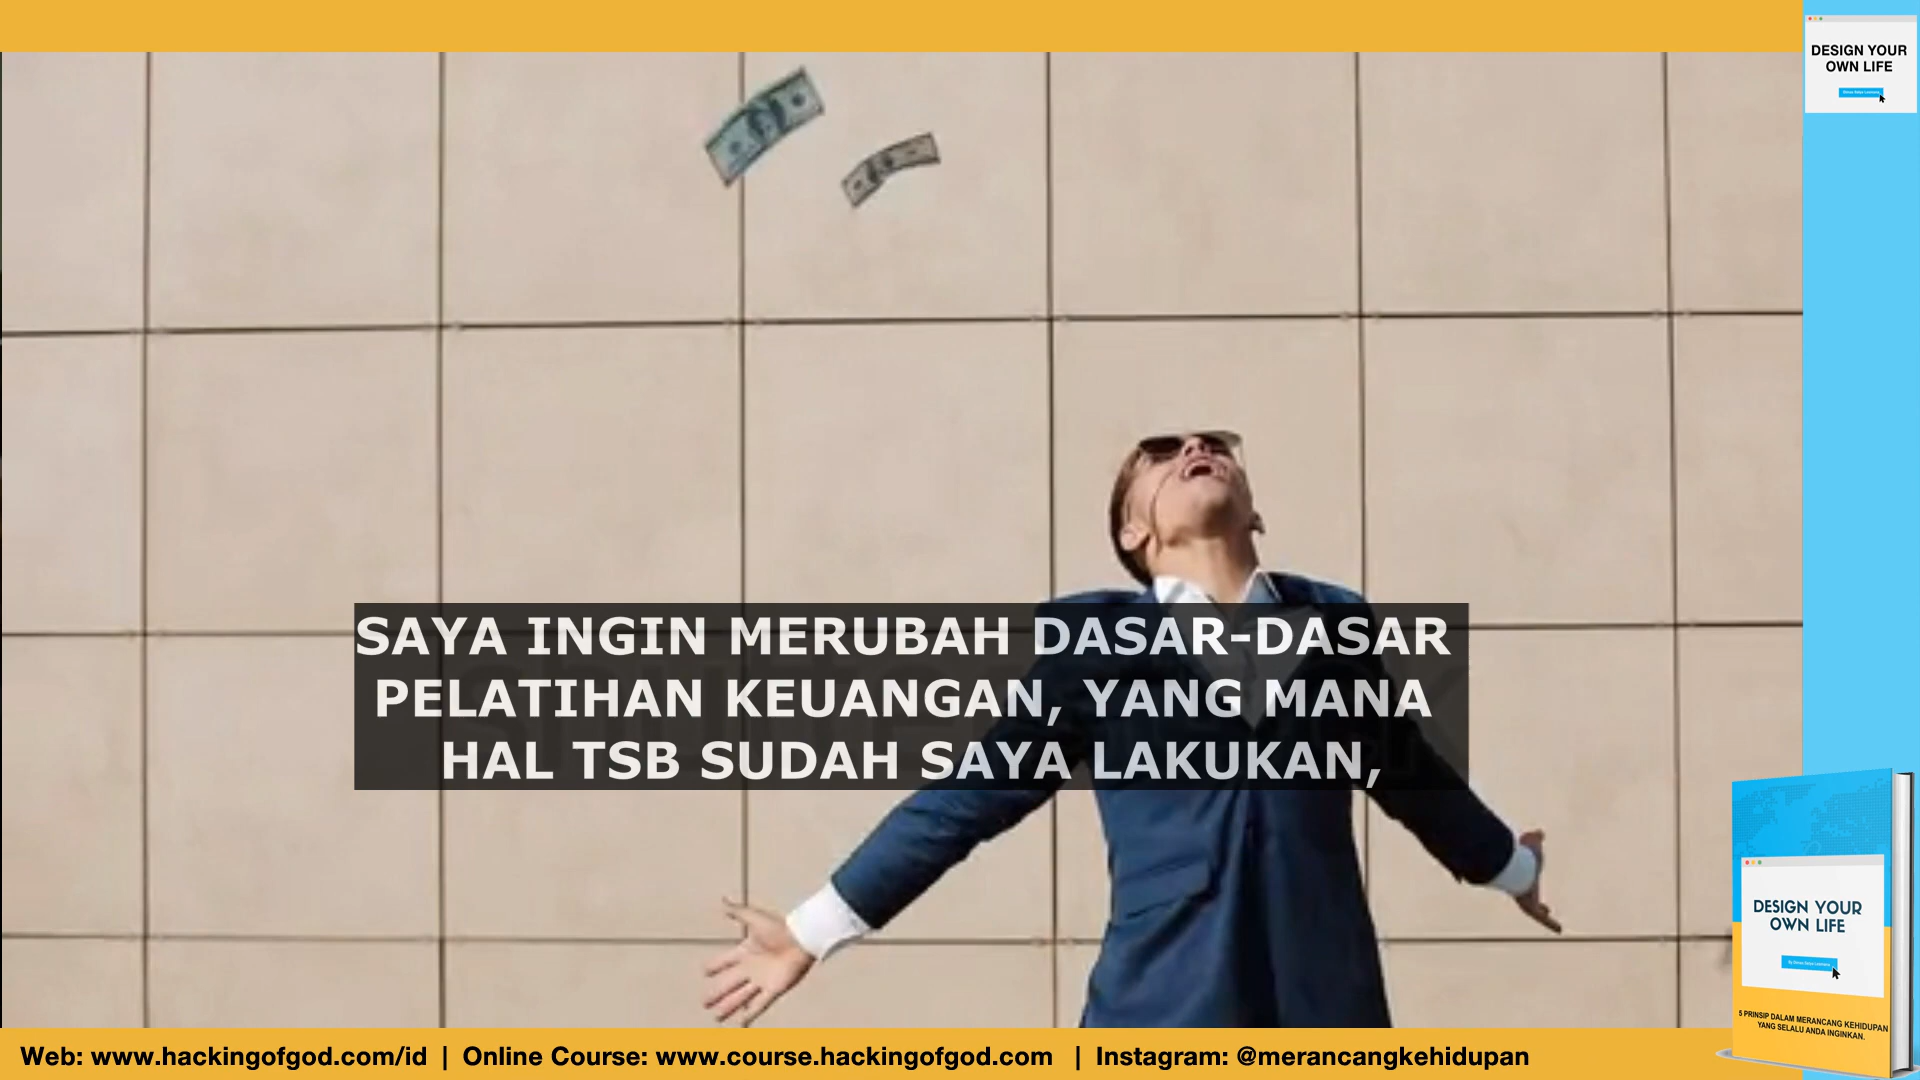 DESIGN YOUR
OWN LIFE
SAYA INGIN MERUBAH DASAR-DASAR
PELATIHAN KEUANGAN, YANG MANA
HAL TSB SUDAH SAYA LAKUKAN,
DESIGN YOUR
OWN LIFE
5 PRINSIP DALAM MERANCANG KEHIDUPAN
YANG SELALU ANDA INGINKAN.
Web: www.hackingofgod.com/id | Online Course: www.course.hackingofgod.com | Instagram: @merancangkehidupan